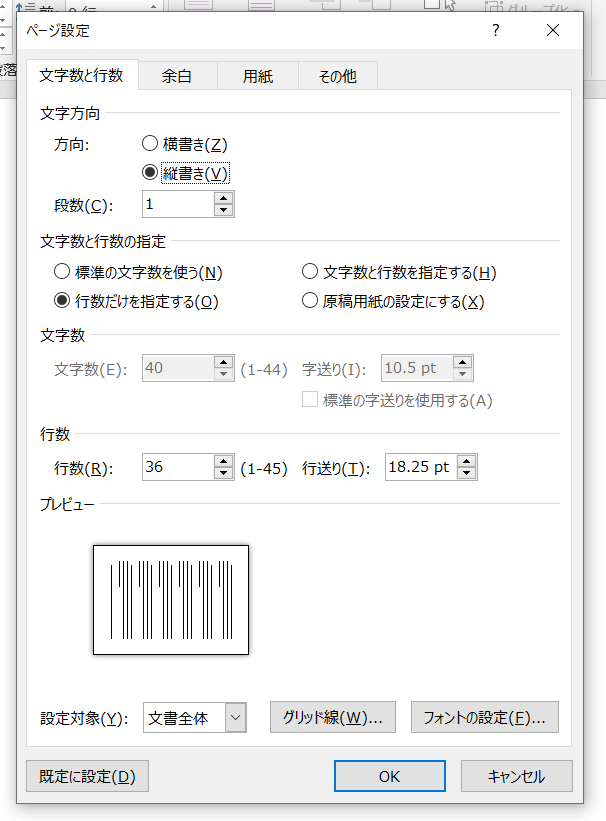 前: 0 行
ページ設定 ?
段落
文字数と行数 余白 用紙 その他
文字方向
方向: 横書き(Z)
縦書き(V)
段数(C): 1
文字数と行数の指定
標準の文字数を使う(N) 文字数と行数を指定する(H)
行数だけを指定する(O) 原稿用紙の設定にする(X)
文字数
文字数(E): 40 (1-44) 字送り(I): 10.5 pt
標準の字送りを使用する(A)
行数
行数(R): 36 (1-45) 行送り(T): 18.25 pt
プレビュー
設定対象(Y): 文書全体 グリッド線(W)... フォントの設定(F)...
既定に設定(D) OK キャンセル